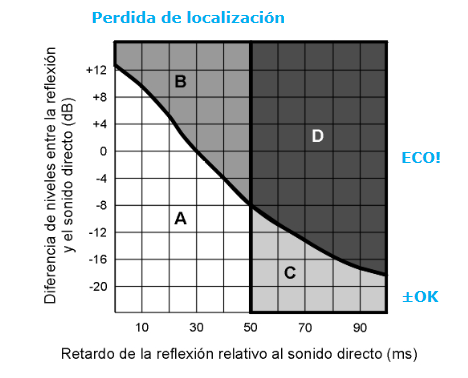 Perdida de localización
Diferencia de niveles entre la reflexión
y el sonido directo (dB)
+12
+8
+4
0
-4
-8
-12
-16
-20
B
D
A
C
ECO!
±OK
10 30 50 70 90
Retardo de la reflexión relativo al sonido directo (ms)